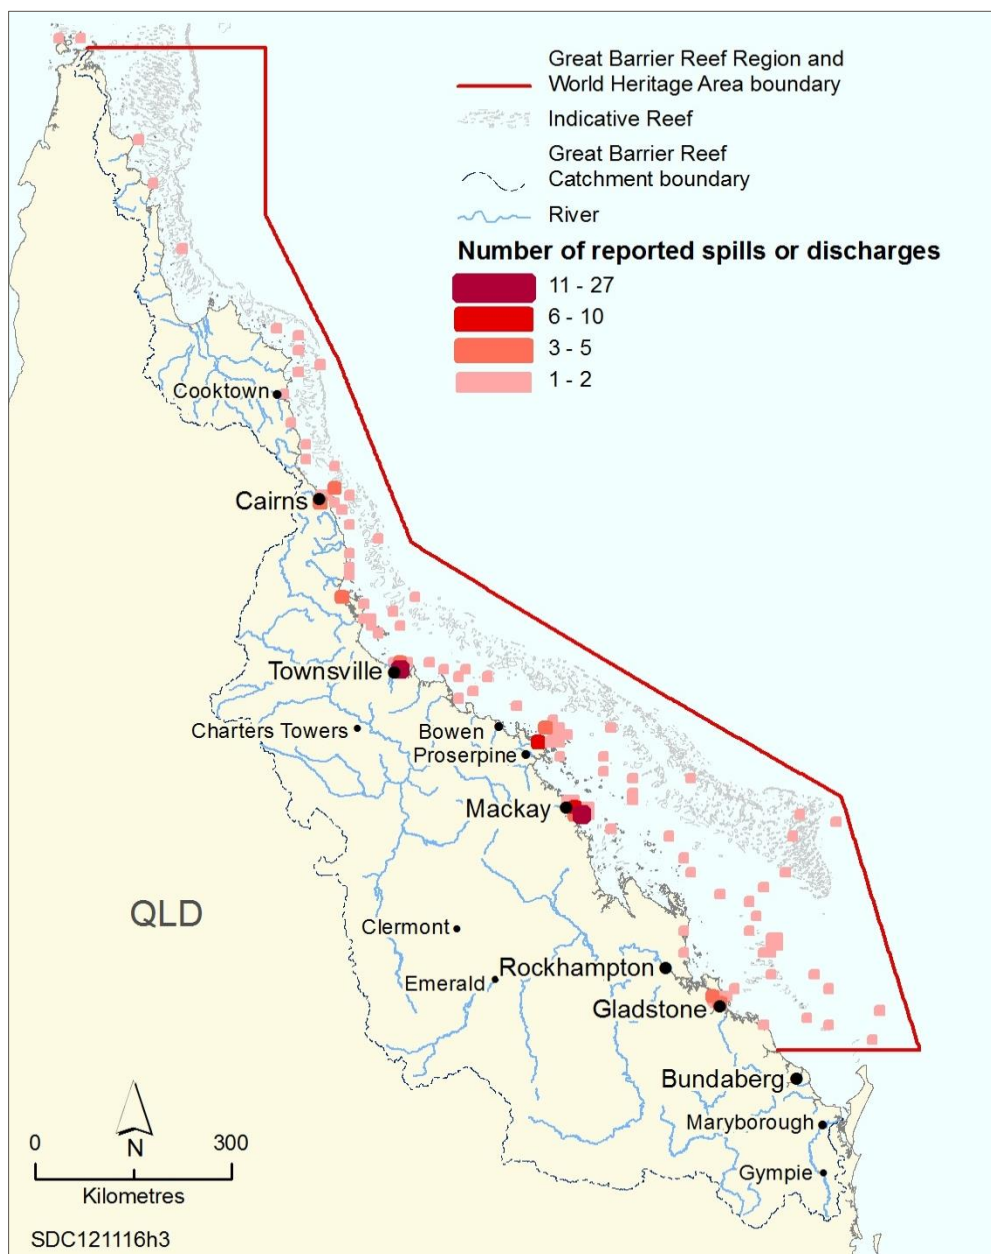 Great Barrier Reef Region and
World Heritage Area boundary
Indicative Reef
Great Barrier Reef
Catchment boundary
River
Number of reported spills or discharges
11 - 27
6 - 10
3 - 5
1 - 2
Cooktown
Cairns
Townsville
Charters Towers
Bowen
Proserpine
Mackay
QLD
Clermont
Emerald
Rockhampton
Gladstone
Bundaberg
Maryborough
Gympie
N
0 300
Kilometres
SDC121116h3